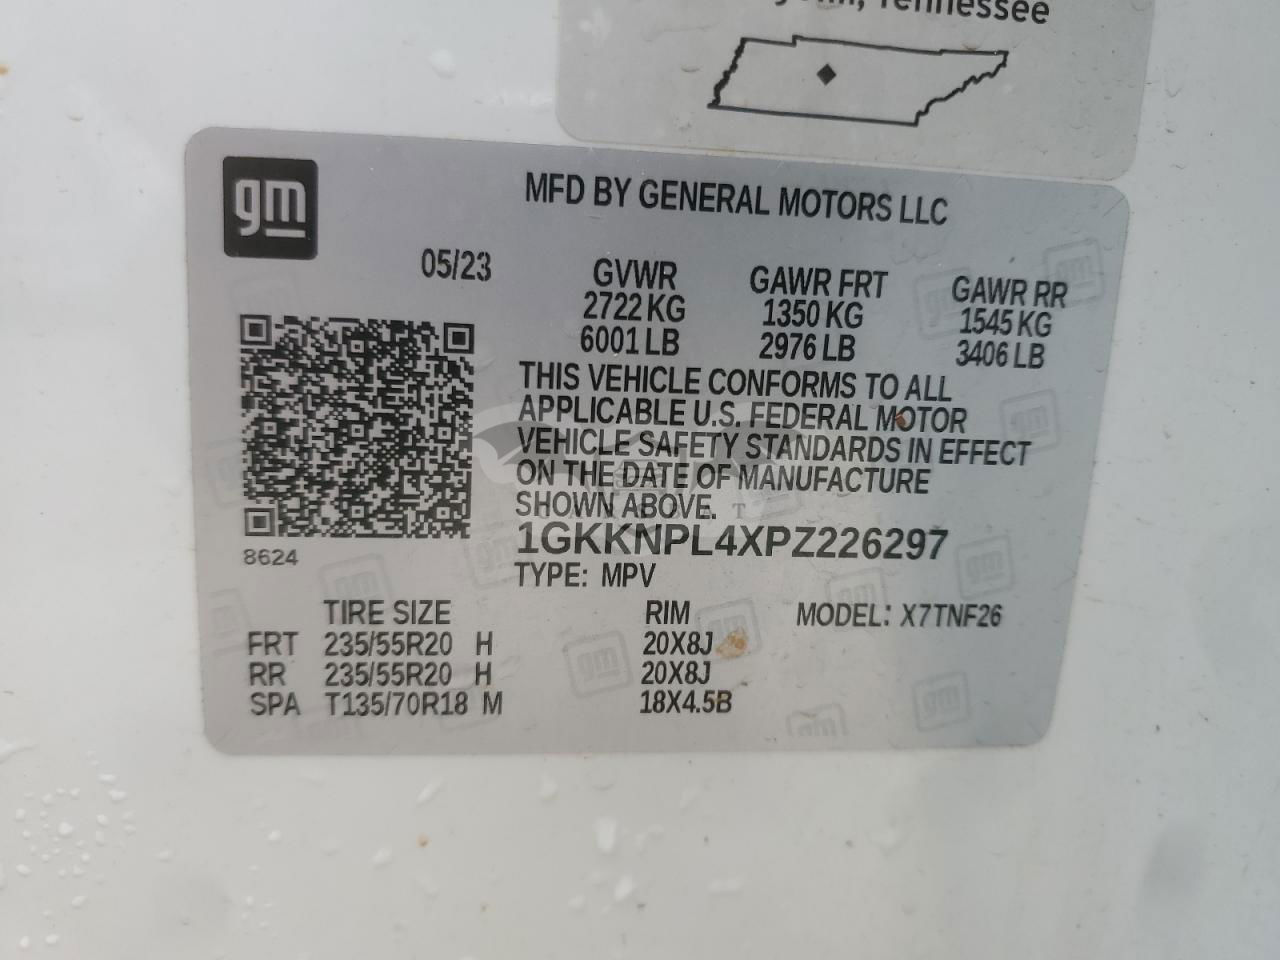 Tennessee
gm
MFD BY GENERAL MOTORS LLC
05/23
GVWR GAWR FRT GAWR RR
2722 KG 1350 KG 1545 KG
6001 LB 2976 LB 3406 LB
THIS VEHICLE CONFORMS TO ALL
APPLICABLE U.S. FEDERAL MOTOR
VEHICLE SAFETY STANDARDS IN EFFECT
ON THE DATE OF MANUFACTURE
SHOWN ABOVE.
1GKKNPL4XPZ226297
8624
TYPE: MPV
TIRE SIZE RIM MODEL: X7TNF26
FRT 235/55R20 H 20X8J
RR 235/55R20 H 20X8J
SPA T135/70R18 M 18X4.5B